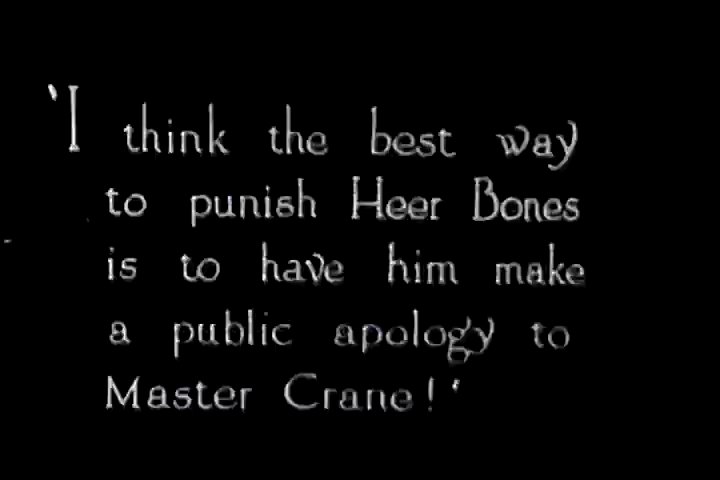 'I think the best way
to punish Heer Bones
is to have him make
a public apology to
Master Crane!'